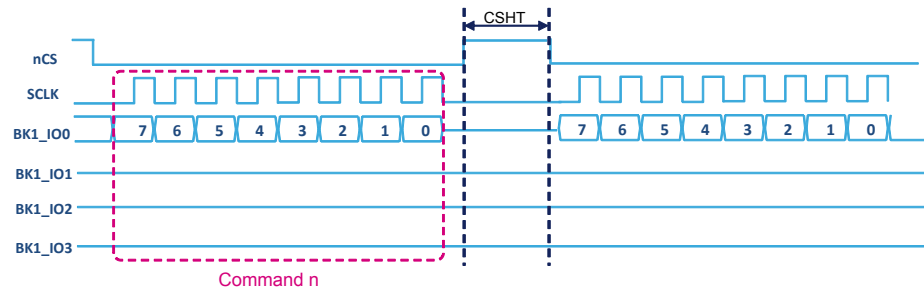 CSHT
nCS
SCLK
BK1_IO0 7 6 5 4 3 2 1 0 7 6 5 4 3 2 1 0
BK1_IO1
BK1_IO2
BK1_IO3
Command n